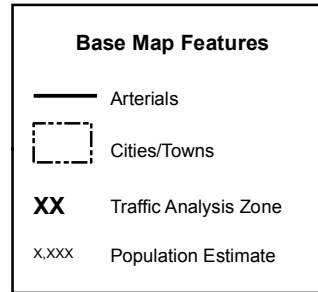 Base Map Features
Arterials
Cities/Towns
XX Traffic Analysis Zone
X,XXX Population Estimate